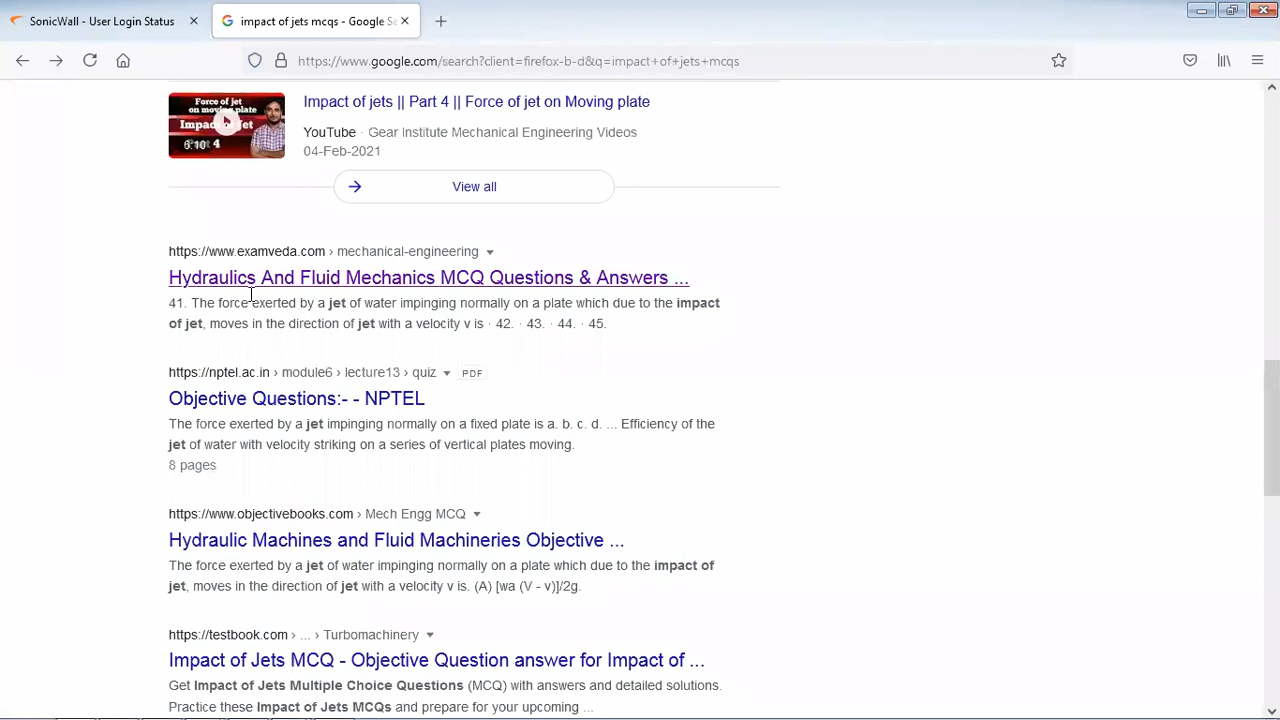 SonicWall - User Login Status
impact of jets mcqs - Google Se
https://www.google.com/search?client=firefox-b-d&q=impact+of+jets+mcqs
Force of jet
on moving plate
Impact of Jet
Part 4
6:10
Impact of jets || Part 4 || Force of jet on Moving plate
YouTube · Gear Institute Mechanical Engineering Videos
04-Feb-2021
View all
https://www.examveda.com › mechanical-engineering
Hydraulics And Fluid Mechanics MCQ Questions & Answers ...
41. The force exerted by a jet of water impinging normally on a plate which due to the impact
of jet, moves in the direction of jet with a velocity v is · 42. · 43. · 44. · 45.
https://nptel.ac.in › module6 › lecture13 › quiz PDF
Objective Questions:- - NPTEL
The force exerted by a jet impinging normally on a fixed plate is a. b. c. d. ... Efficiency of the
jet of water with velocity striking on a series of vertical plates moving.
8 pages
https://www.objectivebooks.com › Mech Engg MCQ
Hydraulic Machines and Fluid Machineries Objective ...
The force exerted by a jet of water impinging normally on a plate which due to the impact of
jet, moves in the direction of jet with a velocity v is. (A) [wa (V - v)]/2g.
https://testbook.com › ... › Turbomachinery
Impact of Jets MCQ - Objective Question answer for Impact of ...
Get Impact of Jets Multiple Choice Questions (MCQ) with answers and detailed solutions.
Practice these Impact of Jets MCQs and prepare for your upcoming ...